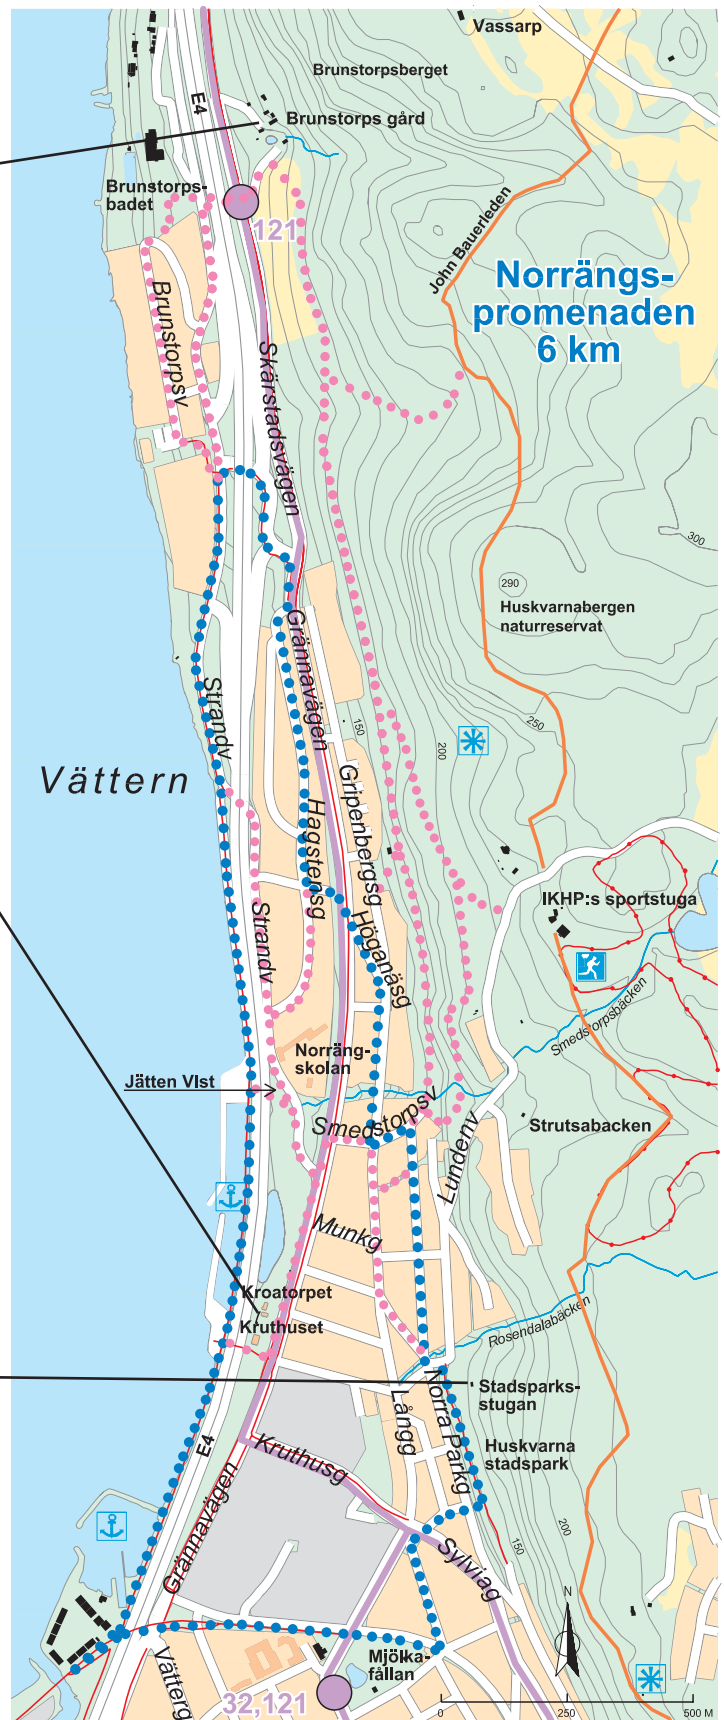 Vassarp
Brunstorpsberget
E4
Brunstorps gård
Brunstorps-
badet
121
John Bauerleden
Norrängs-
promenaden
6 km
Brunstorpsv
Skärstadsvägen
300
290
Huskvarnabergen
naturreservat
Grännavägen
Strandv
250
150
200
Vättern
Gripenbergsg
Hagstensg
IKHP:s sportstuga
Strandv
Höganäsg
Smedstorpsbäcken
Norräng-
skolan
Jätten Vlst
Smedstorpsv
Strutsabacken
Lundenv
Munkg
Kroatorpet
Kruthuset
Rosendalabäcken
Stadsparks-
stugan
Långg
Norra Parkg
Huskvarna
stadspark
E4
Kruthusg
Grännavägen
200
150
Sylviag
N
Vätterg
Mjölka-
fållan
32,121
0 250 500 M